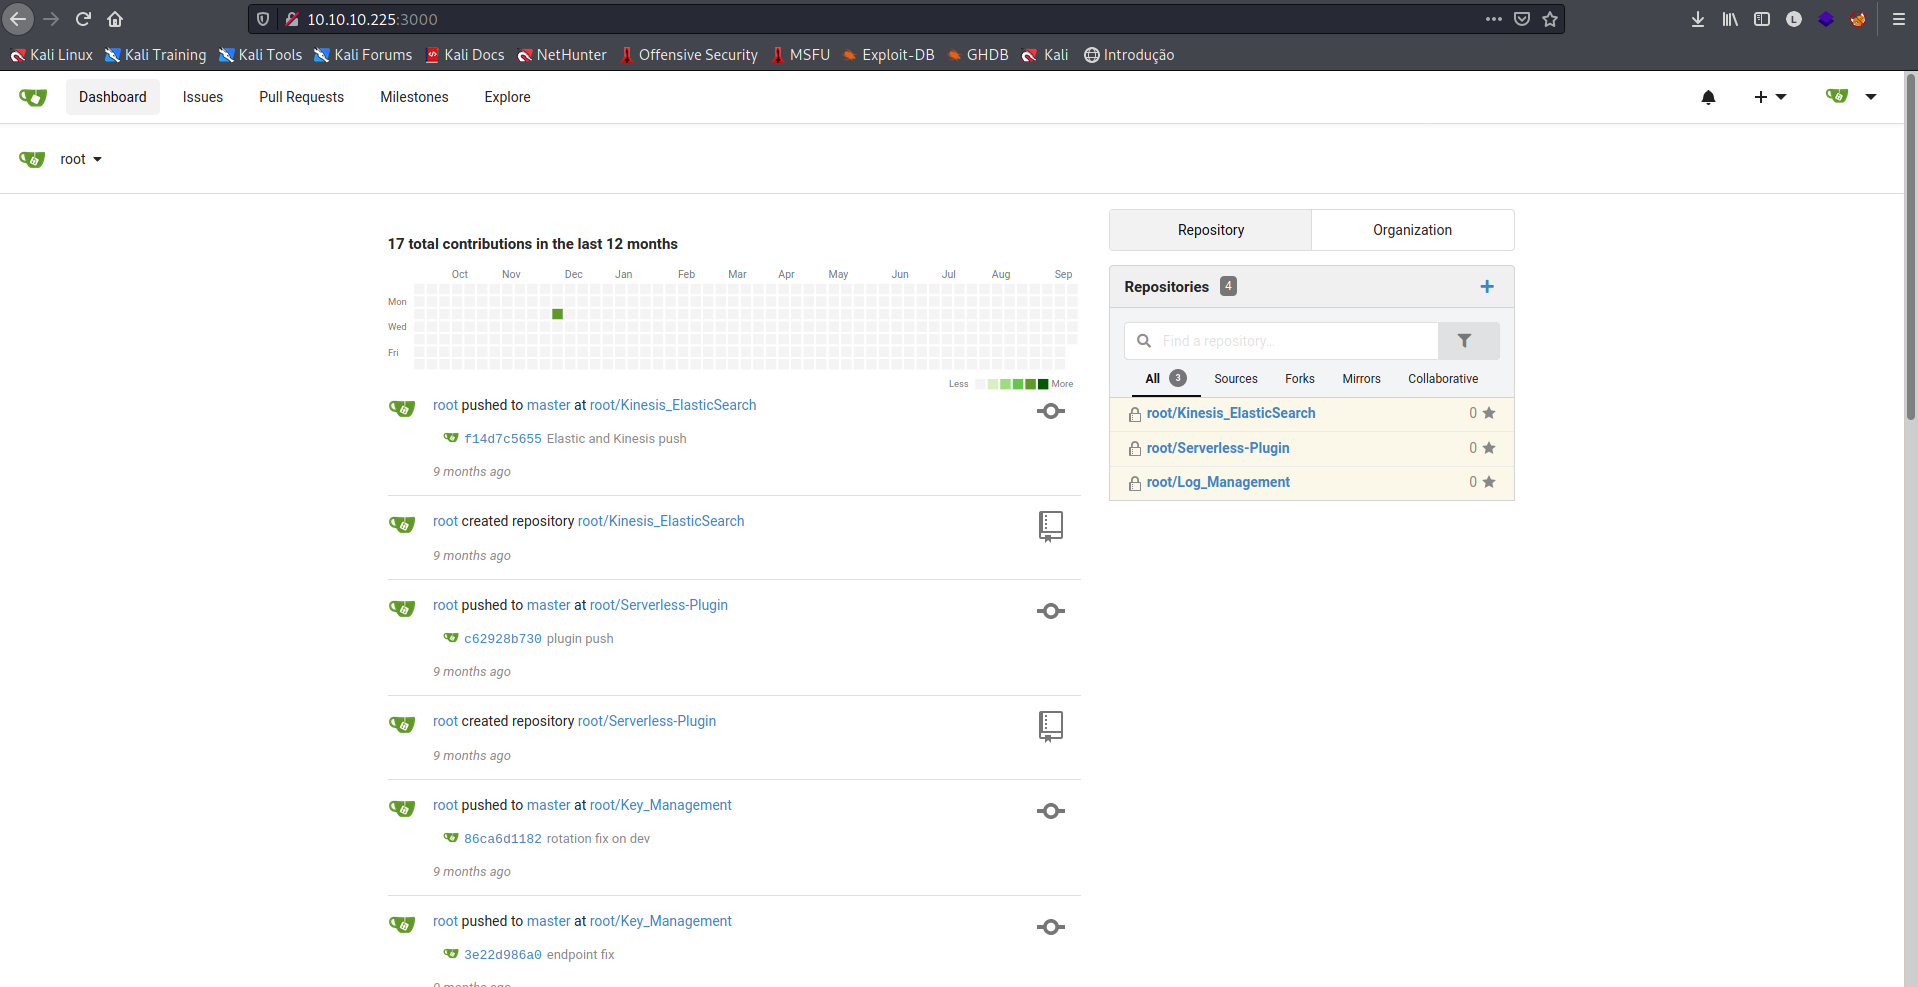 10.10.10.225:3000
Kali Linux Kali Training Kali Tools Kali Forums Kali Docs NetHunter Offensive Security MSFU Exploit-DB GHDB Kali Introdução
Dashboard Issues Pull Requests Milestones Explore
root
17 total contributions in the last 12 months
Oct Nov Dec Jan Feb Mar Apr May Jun Jul Aug Sep
Mon
Wed
Fri
Less More
root pushed to master at root/Kinesis_ElasticSearch
f14d7c5655 Elastic and Kinesis push
9 months ago
root created repository root/Kinesis_ElasticSearch
9 months ago
root pushed to master at root/Serverless-Plugin
c62928b730 plugin push
9 months ago
root created repository root/Serverless-Plugin
9 months ago
root pushed to master at root/Key_Management
86ca6d1182 rotation fix on dev
9 months ago
root pushed to master at root/Key_Management
3e22d986a0 endpoint fix
9 months ago
Repository Organization
Repositories 4
Find a repository...
All 3 Sources Forks Mirrors Collaborative
root/Kinesis_ElasticSearch 0
root/Serverless-Plugin 0
root/Log_Management 0